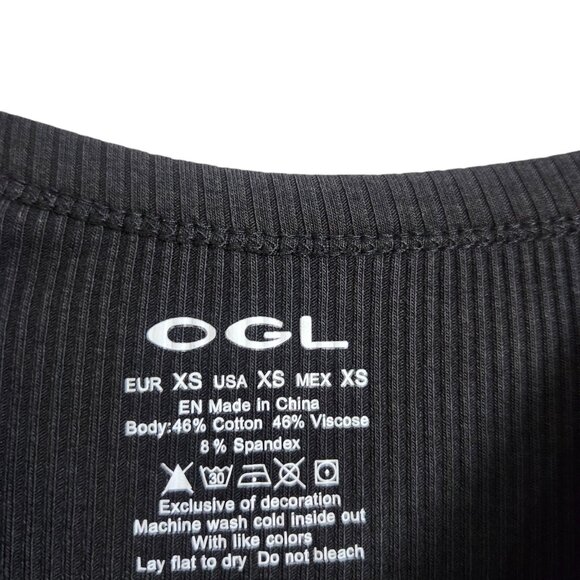 OGL
EUR XS USA XS MEX XS
EN Made in China
Body:46% Cotton 46% Viscose
8% Spandex
30
Exclusive of decoration
Machine wash cold inside out
With like colors
Lay flat to dry Do not bleach